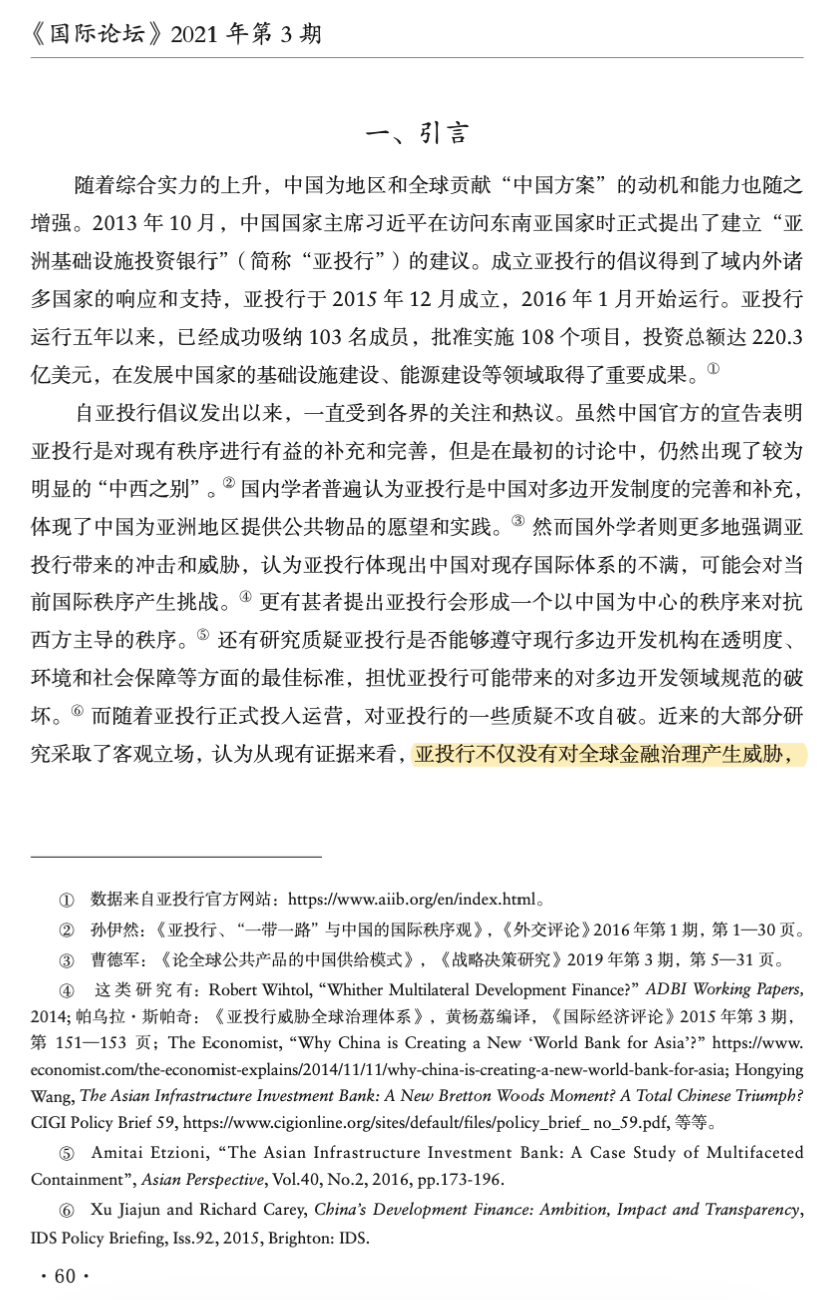 《国际论坛》2021 年第 3 期
一、引言
随着综合实力的上升，中国为地区和全球贡献“中国方案”的动机和能力也随之
增强。2013 年 10 月，中国国家主席习近平在访问东南亚国家时正式提出了建立“亚
洲基础设施投资银行”（简称“亚投行”）的建议。成立亚投行的倡议得到了域内外诸
多国家的响应和支持，亚投行于 2015 年 12 月成立，2016 年 1 月开始运行。亚投行
运行五年以来，已经成功吸纳 103 名成员，批准实施 108 个项目，投资总额达 220.3
亿美元，在发展中国家的基础设施建设、能源建设等领域取得了重要成果。①
自亚投行倡议发出以来，一直受到各界的关注和热议。虽然中国官方的宣告表明
亚投行是对现有秩序进行有益的补充和完善，但是在最初的讨论中，仍然出现了较为
明显的“中西之别”。② 国内学者普遍认为亚投行是中国对多边开发制度的完善和补充，
体现了中国为亚洲地区提供公共物品的愿望和实践。③ 然而国外学者则更多地强调亚
投行带来的冲击和威胁，认为亚投行体现出中国对现存国际体系的不满，可能会对当
前国际秩序产生挑战。④ 更有甚者提出亚投行会形成一个以中国为中心的秩序来对抗
西方主导的秩序。⑤ 还有研究质疑亚投行是否能够遵守现行多边开发机构在透明度、
环境和社会保障等方面的最佳标准，担忧亚投行可能带来的对多边开发领域规范的破
坏。⑥ 而随着亚投行正式投入运营，对亚投行的一些质疑不攻自破。近来的大部分研
究采取了客观立场，认为从现有证据来看，亚投行不仅没有对全球金融治理产生威胁，
① 数据来自亚投行官方网站：https://www.aiib.org/en/index.html。
② 孙伊然：《亚投行、“一带一路”与中国的国际秩序观》，《外交评论》2016 年第 1 期，第 1—30 页。
③ 曹德军：《论全球公共产品的中国供给模式》，《战略决策研究》2019 年第 3 期，第 5—31 页。
④ 这类研究有：Robert Wihtol, “Whither Multilateral Development Finance?” ADBI Working Papers,
2014; 帕乌拉·斯帕奇：《亚投行威胁全球治理体系》，黄杨荔编译，《国际经济评论》2015 年第 3 期，
第 151—153 页；The Economist, “Why China is Creating a New ‘World Bank for Asia’?” https://www.
economist.com/the-economist-explains/2014/11/11/why-china-is-creating-a-new-world-bank-for-asia; Hongying
Wang, The Asian Infrastructure Investment Bank: A New Bretton Woods Moment? A Total Chinese Triumph?
CIGI Policy Brief 59, https://www.cigionline.org/sites/default/files/policy_brief_ no_59.pdf, 等等。
⑤ Amitai Etzioni, “The Asian Infrastructure Investment Bank: A Case Study of Multifaceted
Containment”, Asian Perspective, Vol.40, No.2, 2016, pp.173-196.
⑥ Xu Jiajun and Richard Carey, China’s Development Finance: Ambition, Impact and Transparency,
IDS Policy Briefing, Iss.92, 2015, Brighton: IDS.
· 60 ·